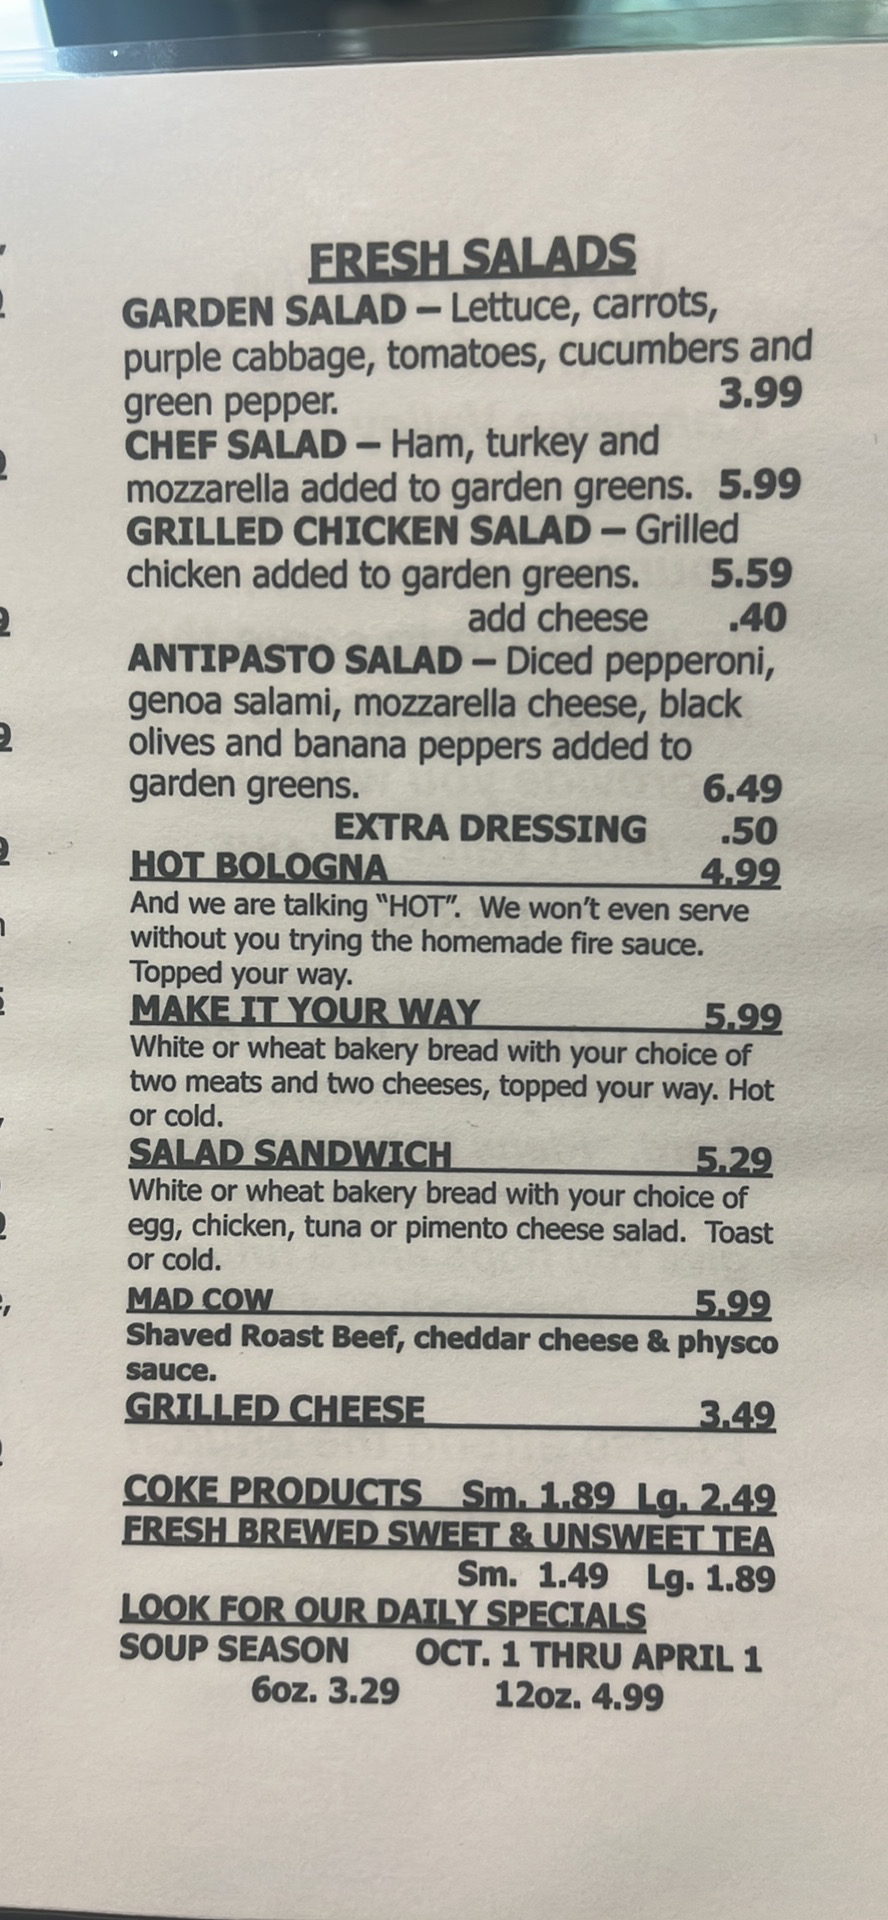 FRESH SALADS
GARDEN SALAD – Lettuce, carrots,
purple cabbage, tomatoes, cucumbers and
green pepper. 3.99
CHEF SALAD – Ham, turkey and
mozzarella added to garden greens. 5.99
GRILLED CHICKEN SALAD – Grilled
chicken added to garden greens. 5.59
add cheese .40
ANTIPASTO SALAD – Diced pepperoni,
genoa salami, mozzarella cheese, black
olives and banana peppers added to
garden greens. 6.49
EXTRA DRESSING .50
HOT BOLOGNA 4.99
And we are talking "HOT". We won't even serve
without you trying the homemade fire sauce.
Topped your way.
MAKE IT YOUR WAY 5.99
White or wheat bakery bread with your choice of
two meats and two cheeses, topped your way. Hot
or cold.
SALAD SANDWICH 5.29
White or wheat bakery bread with your choice of
egg, chicken, tuna or pimento cheese salad. Toast
or cold.
MAD COW 5.99
Shaved Roast Beef, cheddar cheese & physco
sauce.
GRILLED CHEESE 3.49
COKE PRODUCTS Sm. 1.89 Lg. 2.49
FRESH BREWED SWEET & UNSWEET TEA
Sm. 1.49 Lg. 1.89
LOOK FOR OUR DAILY SPECIALS
SOUP SEASON OCT. 1 THRU APRIL 1
6oz. 3.29 12oz. 4.99